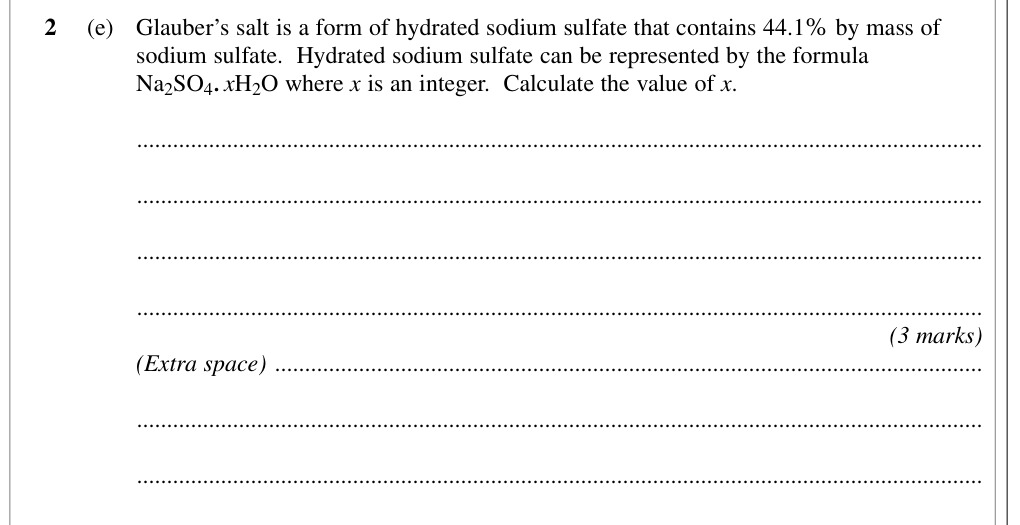 2 (e) Glauber's salt is a form of hydrated sodium sulfate that contains 44.1% by mass of
sodium sulfate. Hydrated sodium sulfate can be represented by the formula
Na₂SO₄.xH₂O where x is an integer. Calculate the value of x.
(3 marks)
(Extra space)